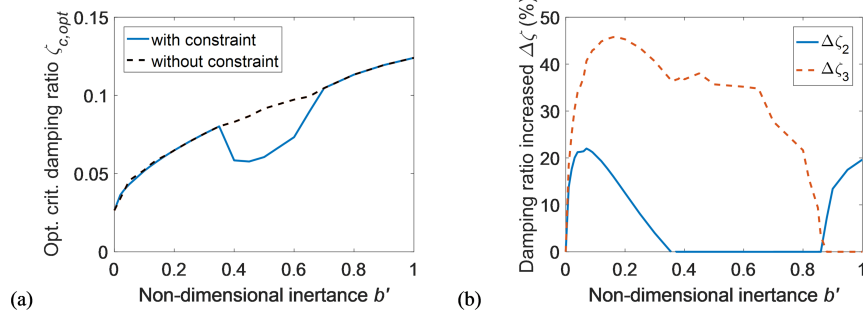 0.15
0.1
0.05
0
Opt. crit. damping ratio ζc,opt
with constraint
without constraint
0 0.2 0.4 0.6 0.8 1
Non-dimensional inertance b'
(a)
50
40
30
20
10
0
Damping ratio increased Δζ (%)
Δζ2
Δζ3
0 0.2 0.4 0.6 0.8 1
Non-dimensional inertance b'
(b)